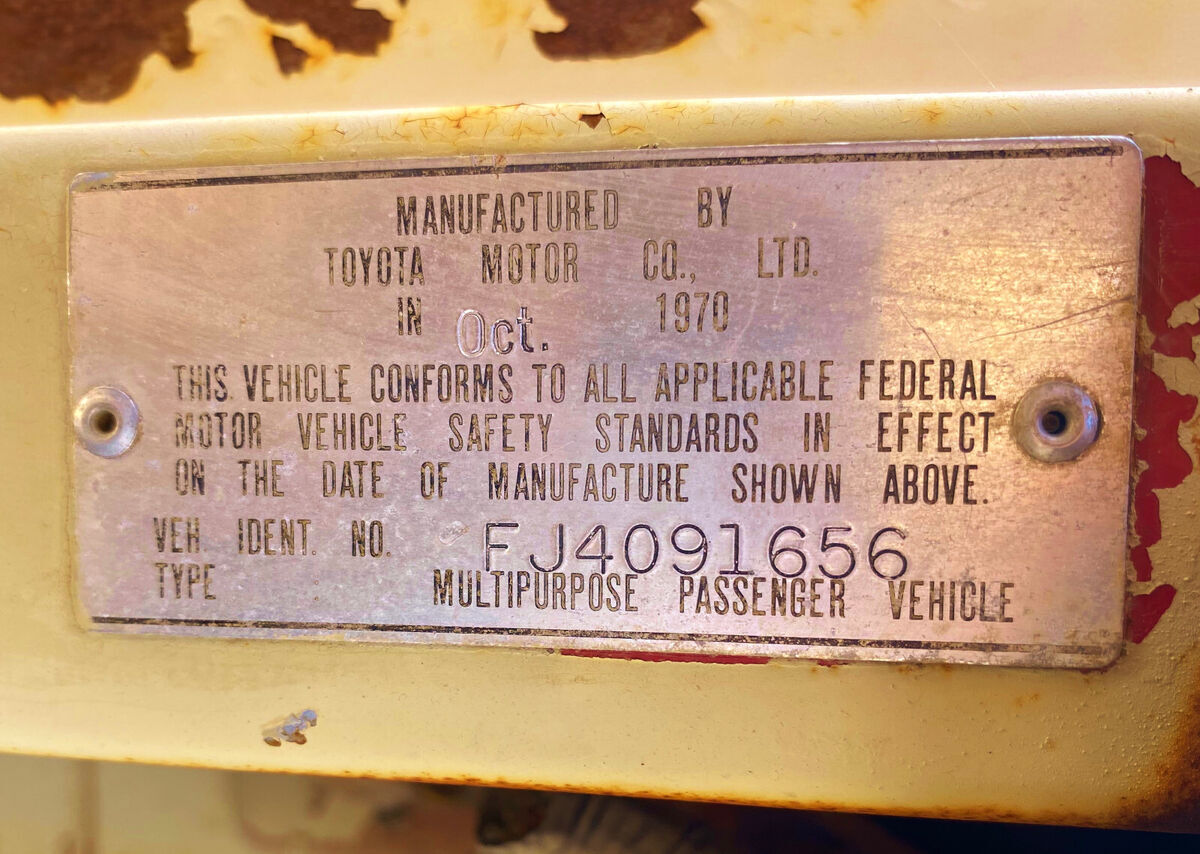 MANUFACTURED BY
TOYOTA MOTOR CO., LTD.
IN Oct. 1970
THIS VEHICLE CONFORMS TO ALL APPLICABLE FEDERAL
MOTOR VEHICLE SAFETY STANDARDS IN EFFECT
ON THE DATE OF MANUFACTURE SHOWN ABOVE.
VEH. IDENT. NO. FJ4091656
TYPE MULTIPURPOSE PASSENGER VEHICLE